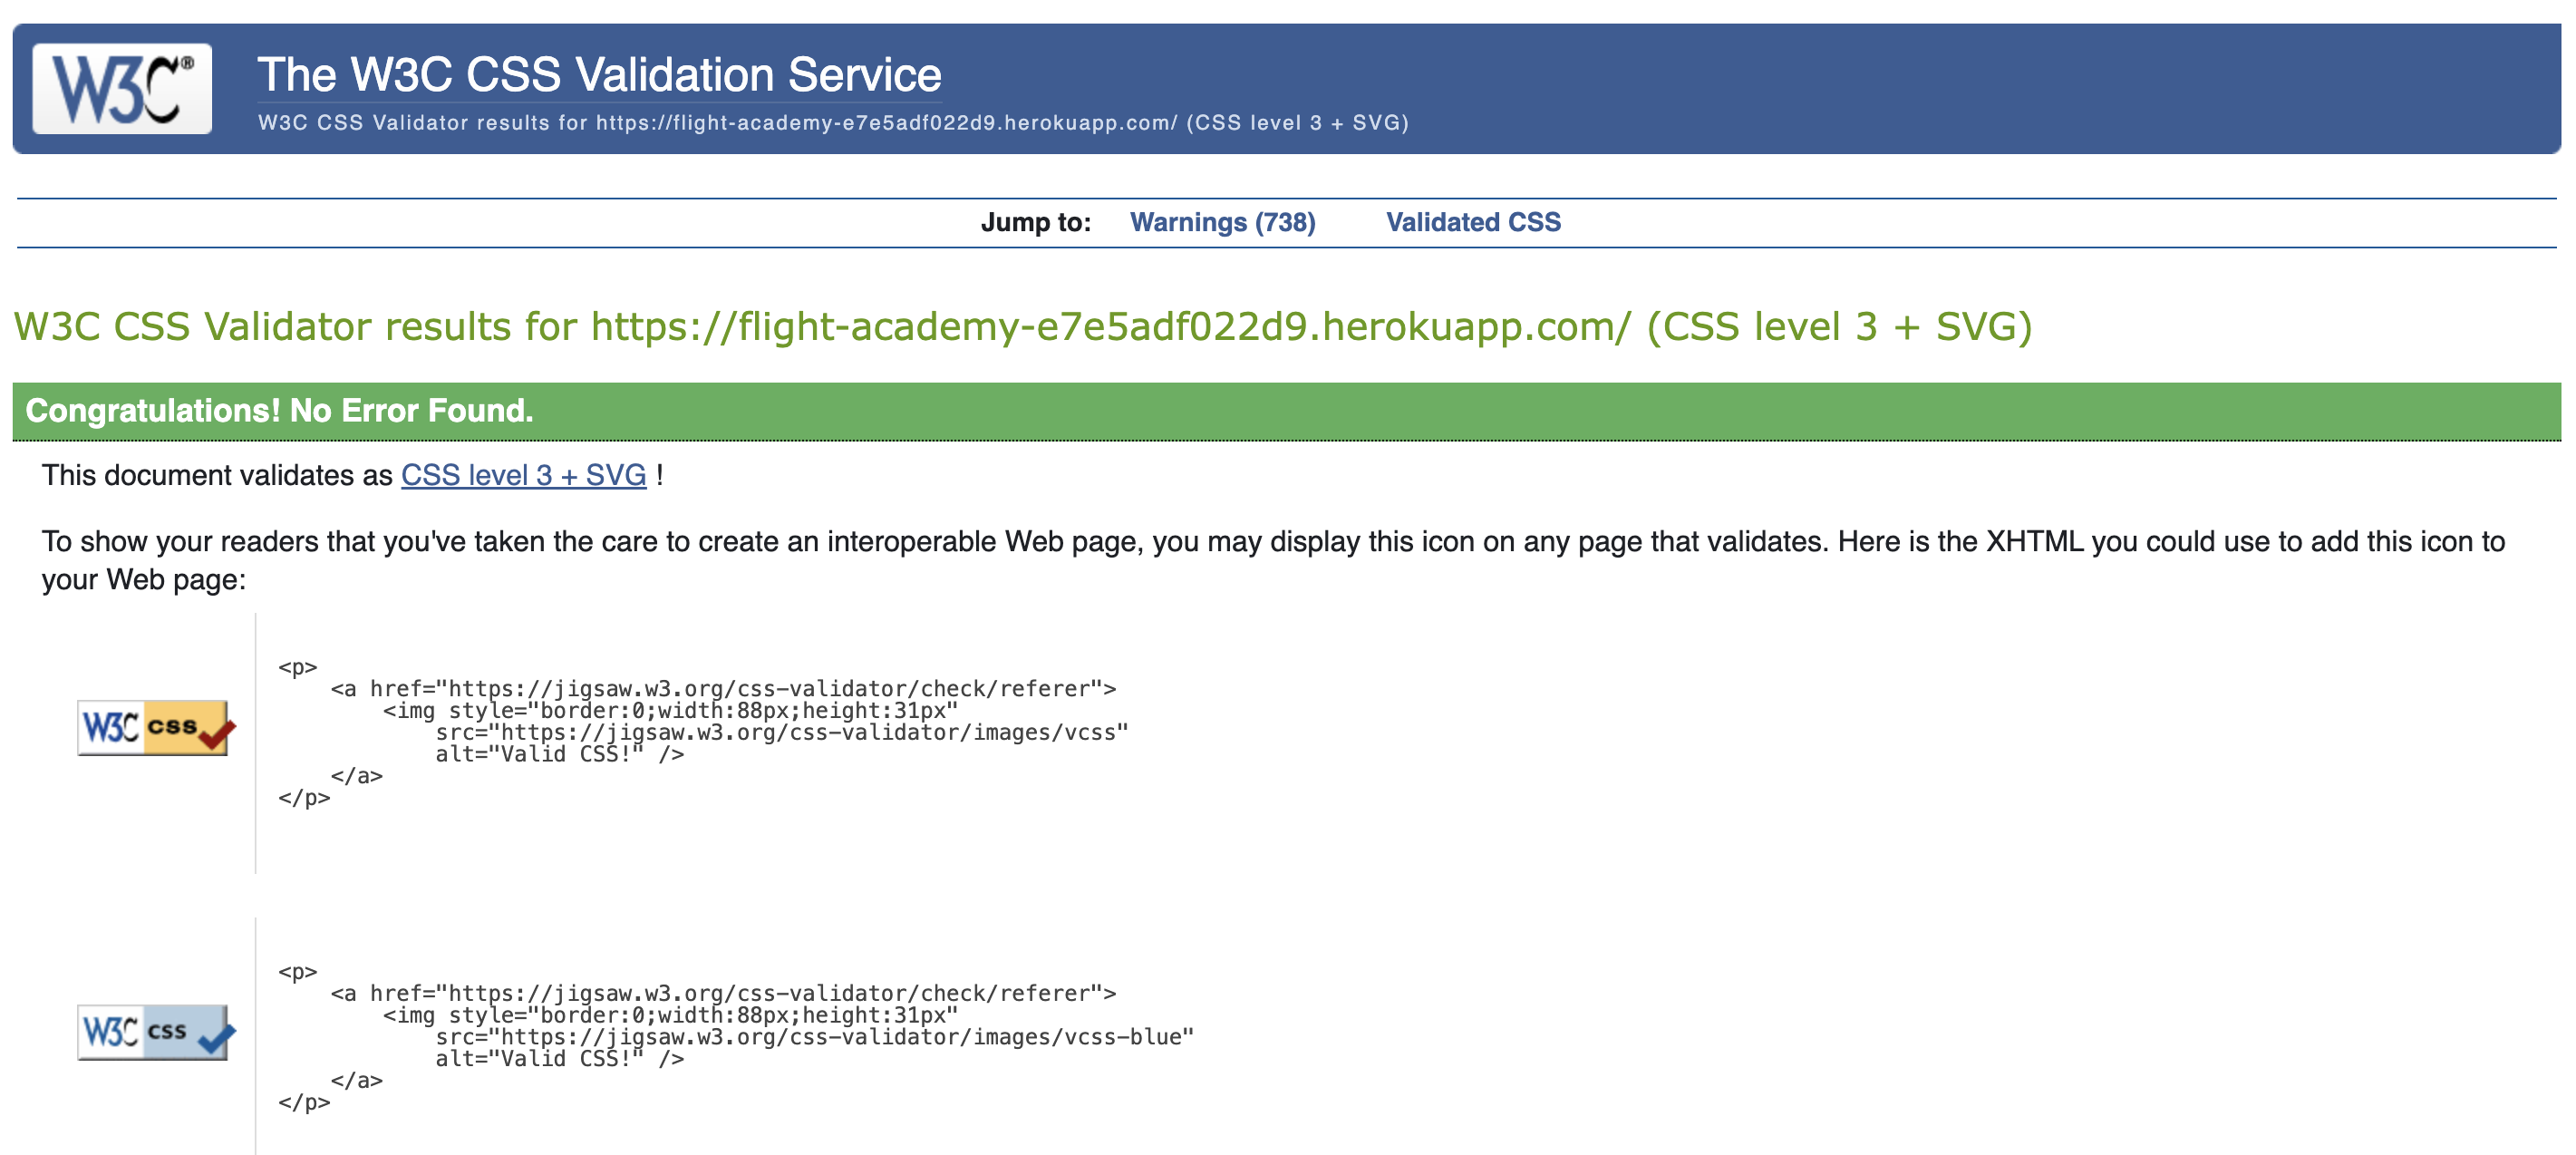 W3C®
The W3C CSS Validation Service
W3C CSS Validator results for https://flight-academy-e7e5adf022d9.herokuapp.com/ (CSS level 3 + SVG)
Jump to: Warnings (738) Validated CSS
W3C CSS Validator results for https://flight-academy-e7e5adf022d9.herokuapp.com/ (CSS level 3 + SVG)
Congratulations! No Error Found.
This document validates as CSS level 3 + SVG !
To show your readers that you've taken the care to create an interoperable Web page, you may display this icon on any page that validates. Here is the XHTML you could use to add this icon to
your Web page:
W3C css
<p>
    <a href="https://jigsaw.w3.org/css-validator/check/referer">
        <img style="border:0;width:88px;height:31px"
            src="https://jigsaw.w3.org/css-validator/images/vcss"
            alt="Valid CSS!" />
    </a>
</p>
W3C css
<p>
    <a href="https://jigsaw.w3.org/css-validator/check/referer">
        <img style="border:0;width:88px;height:31px"
            src="https://jigsaw.w3.org/css-validator/images/vcss-blue"
            alt="Valid CSS!" />
    </a>
</p>